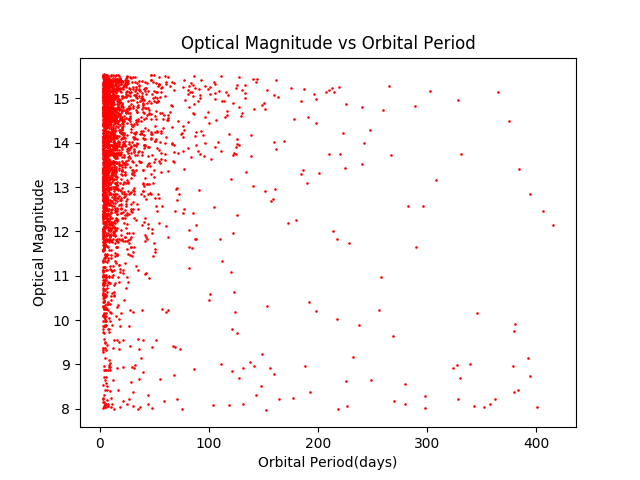 Optical Magnitude vs Orbital Period
Optical Magnitude
15
14
13
12
11
10
9
8
0 100 200 300 400
Orbital Period(days)